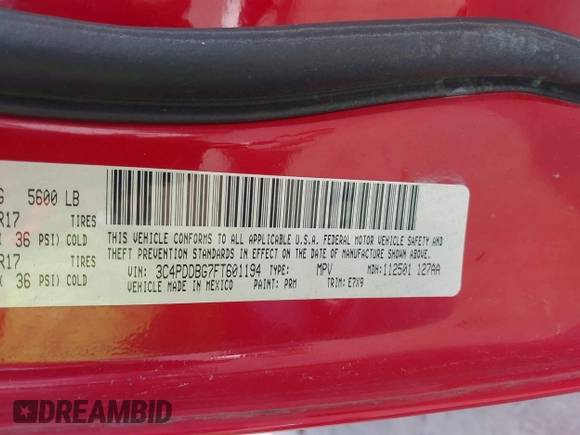 G 5600 LB
R17 TIRES
36 PSI) COLD
R17 TIRES
36 PSI) COLD
THIS VEHICLE CONFORMS TO ALL APPLICABLE U.S.A. FEDERAL MOTOR VEHICLE SAFETY AND
THEFT PREVENTION STANDARDS IN EFFECT ON THE DATE OF MANUFACTURE SHOWN ABOVE.
VIN: 3C4PDDBG7FT601194 TYPE: MPV MDH: 112501 127AA
VEHICLE MADE IN MEXICO PAINT: PRM TRIM: E7X9
DREAMBID